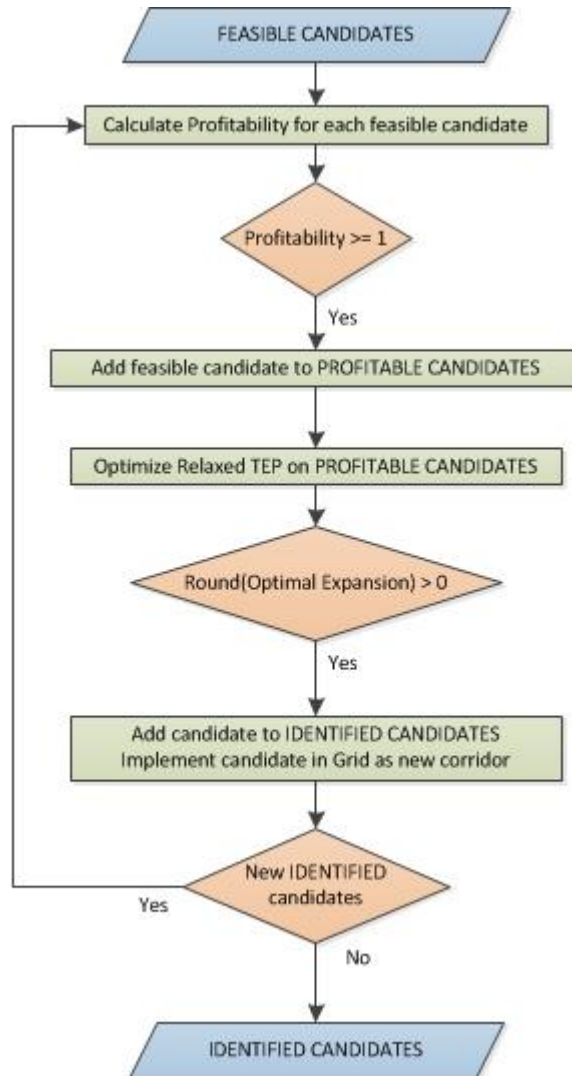 FEASIBLE CANDIDATES
Calculate Profitability for each feasible candidate
Profitability >= 1
Yes
Add feasible candidate to PROFITABLE CANDIDATES
Optimize Relaxed TEP on PROFITABLE CANDIDATES
Round(Optimal Expansion) > 0
Yes
Add candidate to IDENTIFIED CANDIDATES
Implement candidate in Grid as new corridor
New IDENTIFIED
candidates
Yes
No
IDENTIFIED CANDIDATES